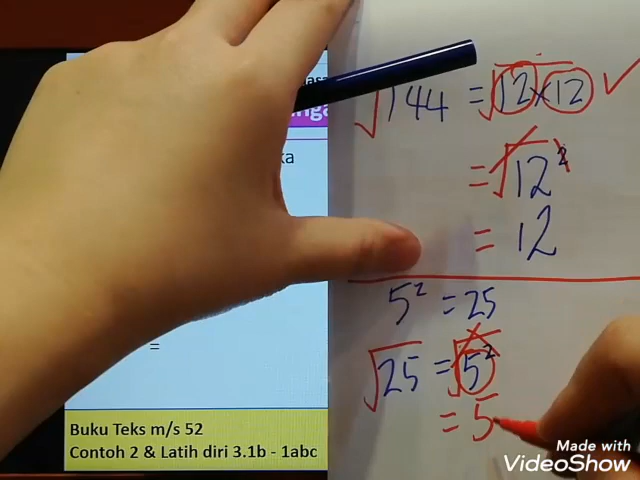 √144 = √12×12 ✓
= √12²
= 12
5² = 25
√25 = √5²
= 5
=
Buku Teks m/s 52
Contoh 2 & Latih diri 3.1b - 1abc
Made with
VideoShow